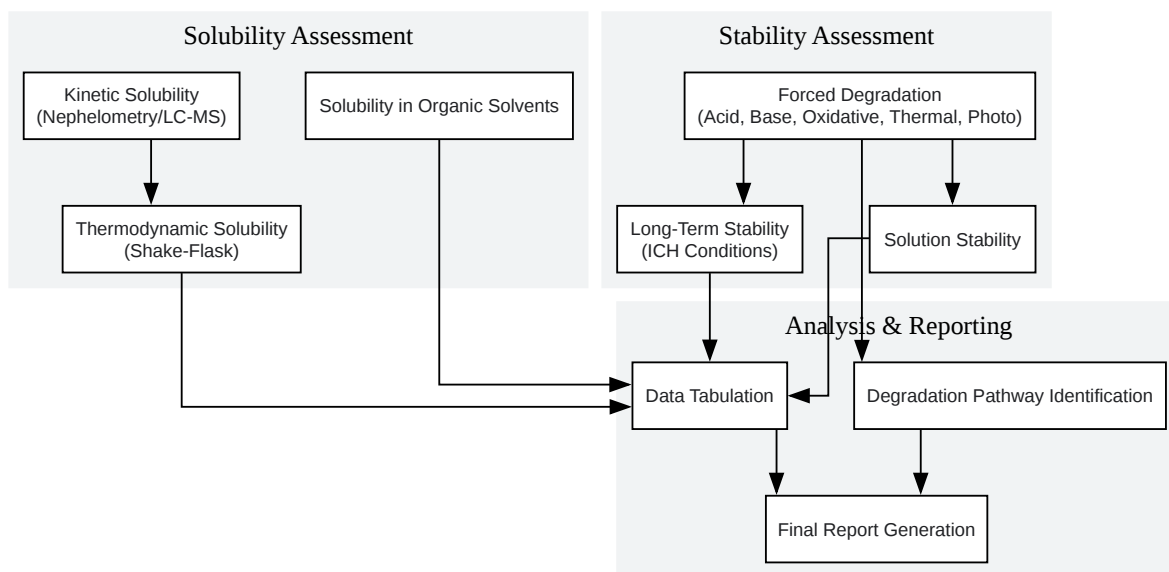 Solubility Assessment
Kinetic Solubility
(Nephelometry/LC-MS)
Solubility in Organic Solvents
Thermodynamic Solubility
(Shake-Flask)
Stability Assessment
Forced Degradation
(Acid, Base, Oxidative, Thermal, Photo)
Long-Term Stability
(ICH Conditions)
Solution Stability
Analysis & Reporting
Data Tabulation
Degradation Pathway Identification
Final Report Generation